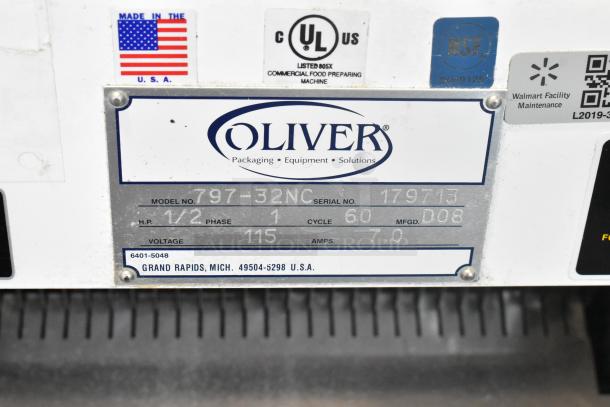 MADE IN THE
U. S. A.
C UL US
LISTED 805X
COMMERCIAL FOOD PREPARING
MACHINE
NSF
Walmart Facility
Maintenance
L2019-3
OLIVER®
Packaging • Equipment • Solutions
MODEL NO. 797-32NC SERIAL NO. 179713
H.P. 1/2 PHASE 1 CYCLE 60 MFGD. D08
VOLTAGE 115 AMPS. 7.0
6401-5048
GRAND RAPIDS, MICH. 49504-5298 U.S.A.